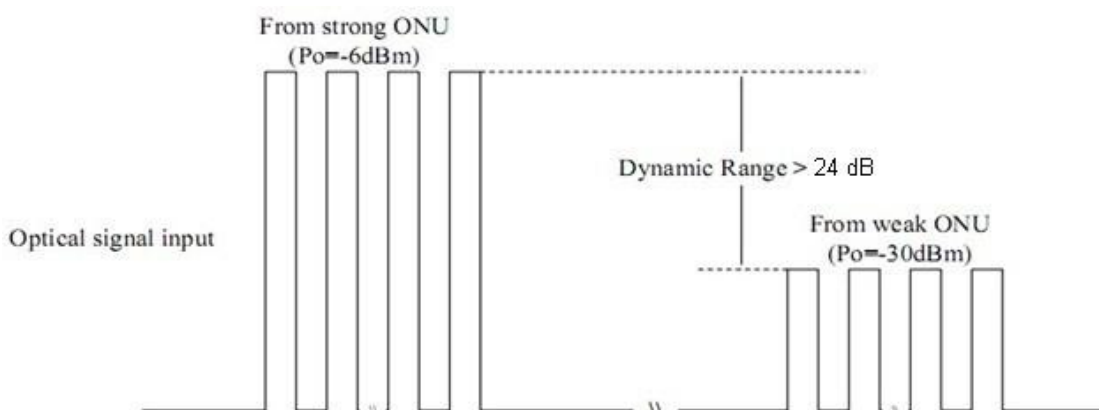 From strong ONU
(Po=-6dBm)
Dynamic Range > 24 dB
From weak ONU
(Po=-30dBm)
Optical signal input